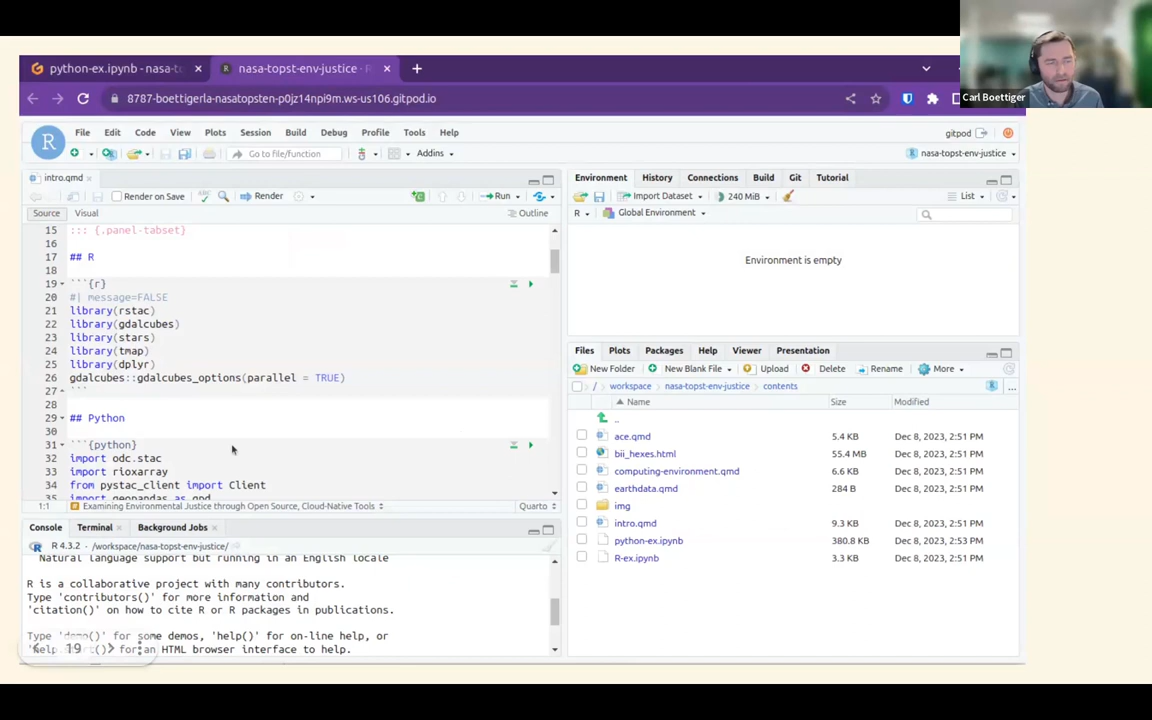 Carl Boettiger
python-ex.ipynb - nasa-to
nasa-topst-env-justice - R
8787-boettigerla-nasatopsten-p0jz14npi9m.ws-us106.gitpod.io
File Edit Code View Plots Session Build Debug Profile Tools Help
gitpod
Go to file/function
Addins
nasa-topst-env-justice
intro.qmd
Render on Save
Render
Run
Source Visual
Outline
15 ::: {.panel-tabset}
16
17 ## R
18
19 ```{r}
20 #| message=FALSE
21 library(rstac)
22 library(gdalcubes)
23 library(stars)
24 library(tmap)
25 library(dplyr)
26 gdalcubes::gdalcubes_options(parallel = TRUE)
27 ```
28
29 ## Python
30
31 ```{python}
32 import odc.stac
33 import rioxarray
34 from pystac_client import Client
35 import geopandas as gpd
1:1 Examining Environmental Justice through Open Source, Cloud-Native Tools
Quarto
Console Terminal Background Jobs
R 4.3.2 · /workspace/nasa-topst-env-justice/
Natural language support but running in an English locale
R is a collaborative project with many contributors.
Type 'contributors()' for more information and
'citation()' on how to cite R or R packages in publications.
Type 'demo()' for some demos, 'help()' for on-line help, or
'help.start()' for an HTML browser interface to help.
19
Environment History Connections Build Git Tutorial
Import Dataset
240 MiB
List
R
Global Environment
Environment is empty
Files Plots Packages Help Viewer Presentation
New Folder New Blank File Upload Delete Rename More
/ workspace nasa-topst-env-justice contents
Name Size Modified
..
ace.qmd 5.4 KB Dec 8, 2023, 2:51 PM
bii_hexes.html 55.4 MB Dec 8, 2023, 2:51 PM
computing-environment.qmd 6.6 KB Dec 8, 2023, 2:51 PM
earthdata.qmd 284 B Dec 8, 2023, 2:51 PM
img
intro.qmd 9.3 KB Dec 8, 2023, 2:51 PM
python-ex.ipynb 380.8 KB Dec 8, 2023, 2:53 PM
R-ex.ipynb 3.3 KB Dec 8, 2023, 2:51 PM